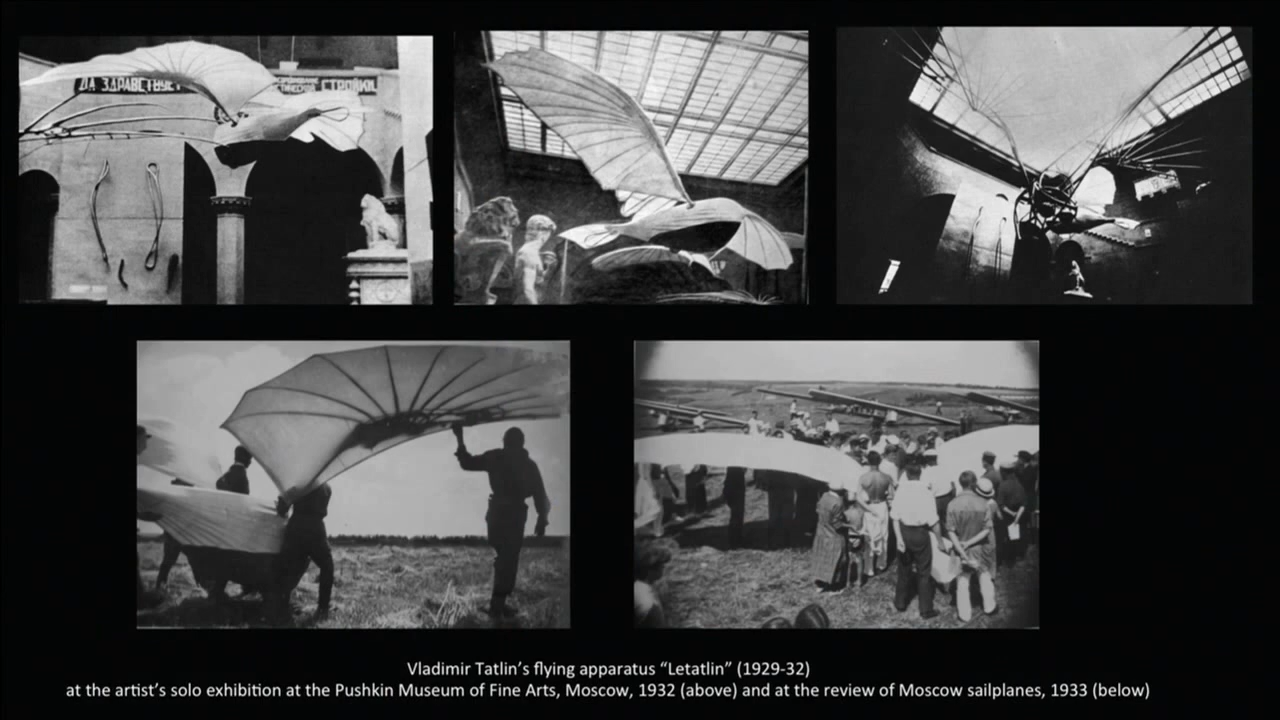 ДА ЗДРАВСТВУЕТ
СТРОЙКИ
Vladimir Tatlin's flying apparatus “Letatlin” (1929-32)
at the artist's solo exhibition at the Pushkin Museum of Fine Arts, Moscow, 1932 (above) and at the review of Moscow sailplanes, 1933 (below)